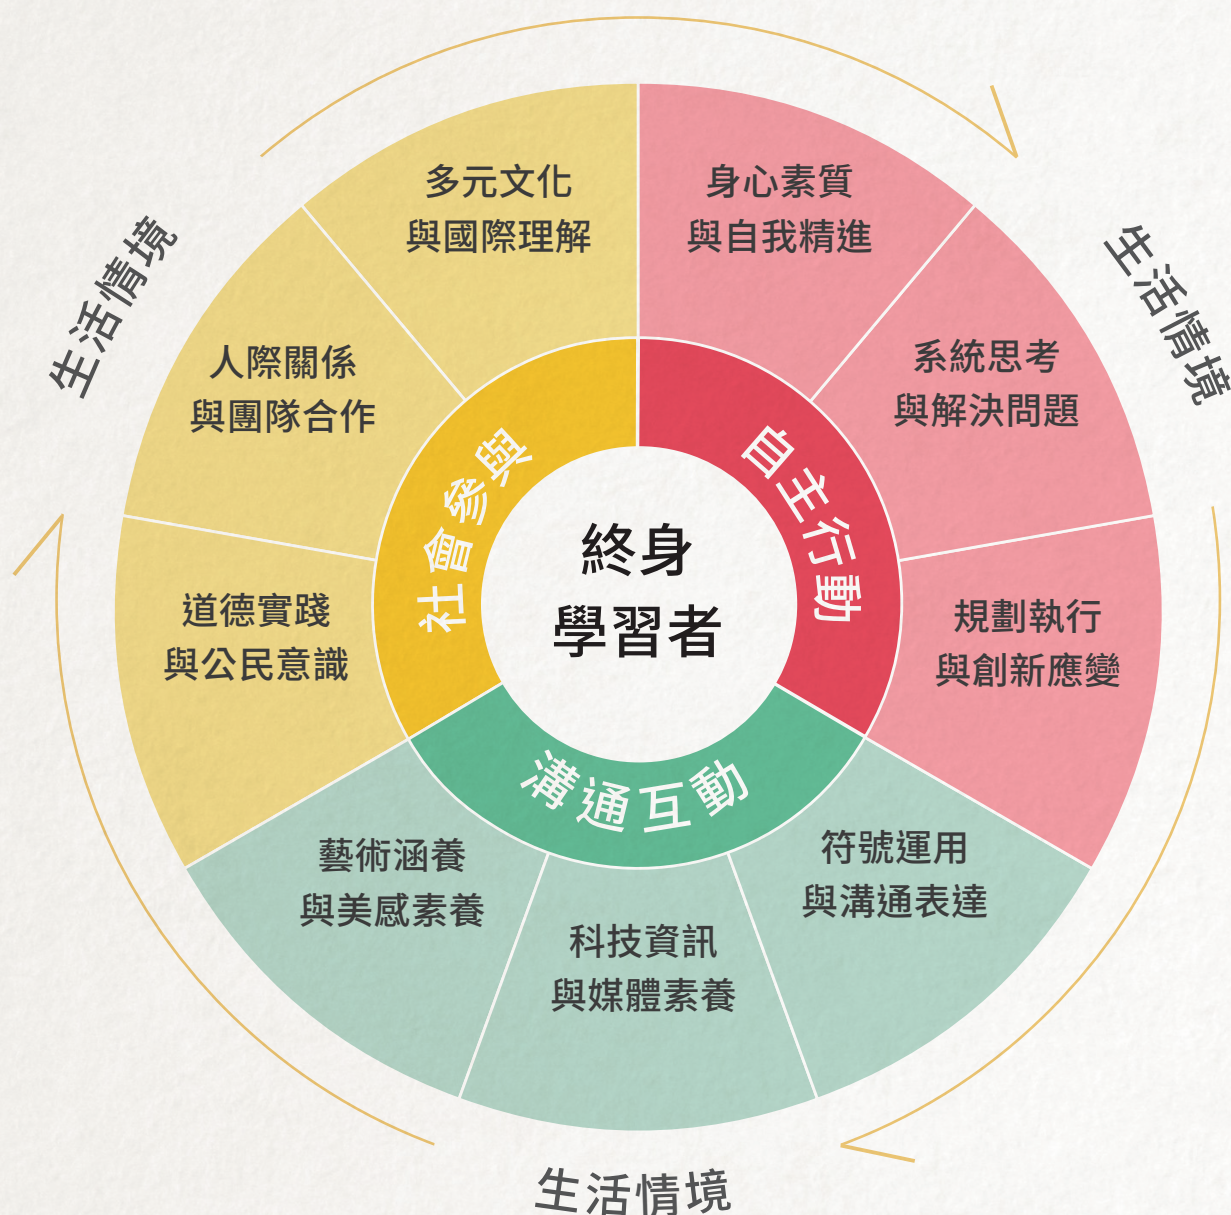 多元文化
與國際理解
身心素質
與自我精進
生活情境
生活情境
人際關係
與團隊合作
系統思考
與解決問題
社會參與
自主行動
終身
學習者
道德實踐
與公民意識
規劃執行
與創新應變
溝通互動
藝術涵養
與美感素養
符號運用
與溝通表達
科技資訊
與媒體素養
生活情境